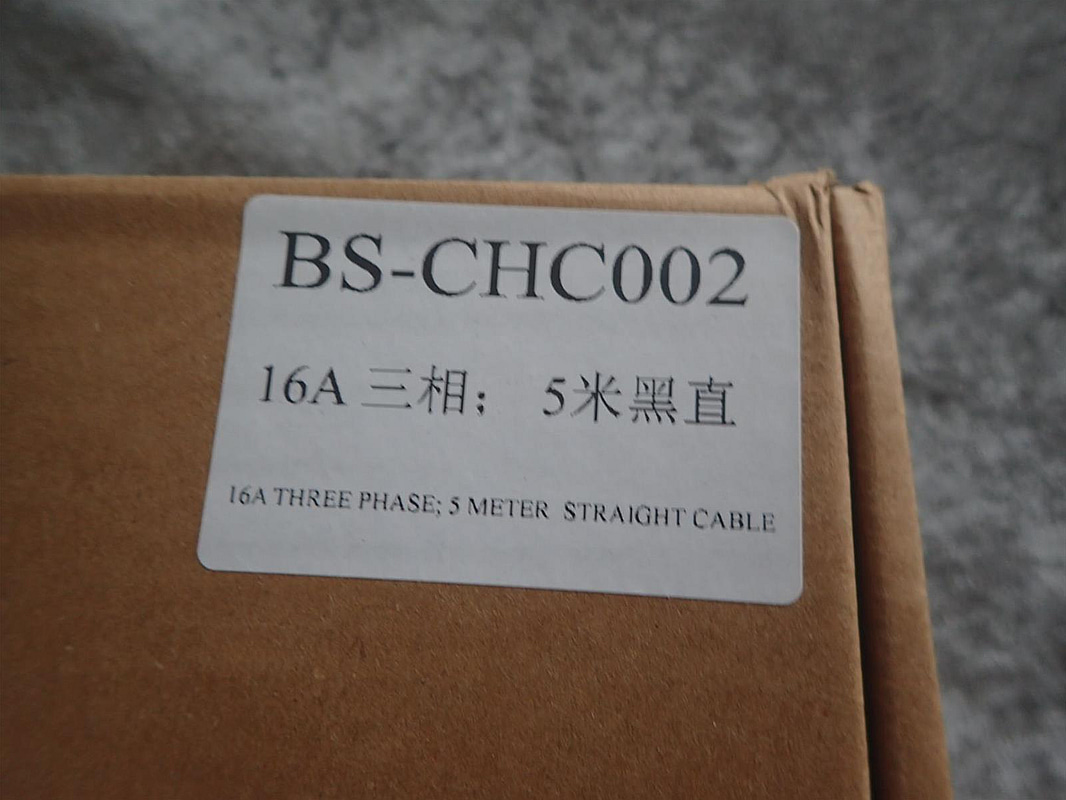 BS-CHC002
16A 三相； 5米黑直
16A THREE PHASE; 5 METER STRAIGHT CABLE